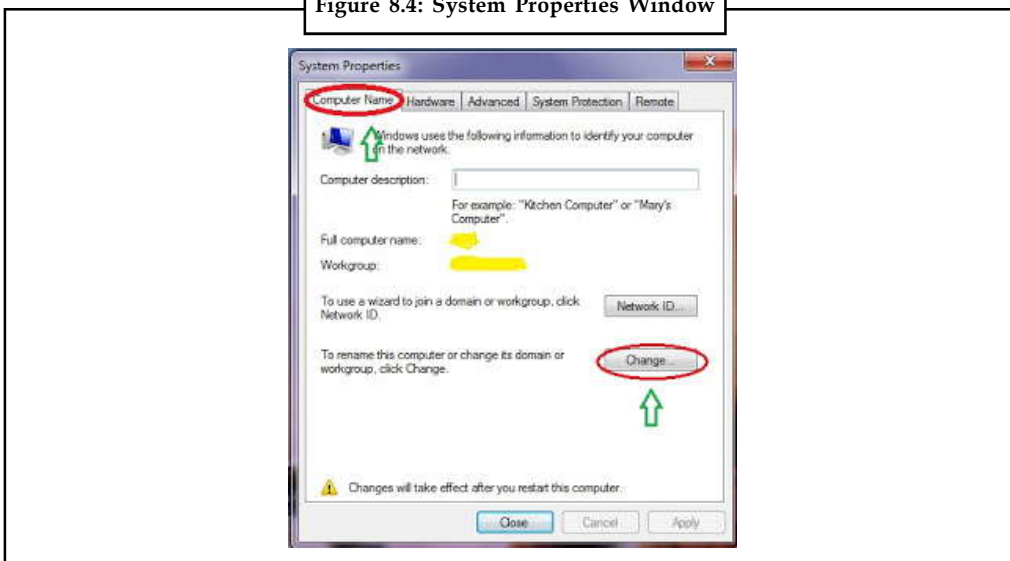 Figure 8.4: System Properties Window
System Properties
Computer Name Hardware Advanced System Protection Remote
Windows uses the following information to identify your computer
on the network.
Computer description:
For example: "Kitchen Computer" or "Mary's
Computer".
Full computer name:
Workgroup:
To use a wizard to join a domain or workgroup, click
Network ID.
Network ID...
To rename this computer or change its domain or
workgroup, click Change.
Change...
Changes will take effect after you restart this computer.
Close Cancel Apply